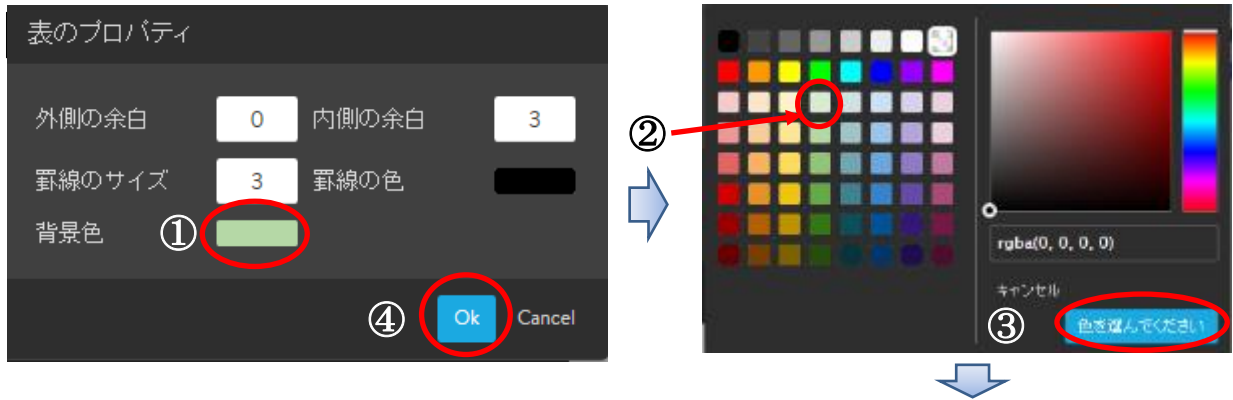 表のプロパティ
外側の余白 0 内側の余白 3
罫線のサイズ 3 罫線の色
背景色 ①
④ Ok Cancel
②
rgba(0, 0, 0, 0)
キャンセル
③ 色を選んでください